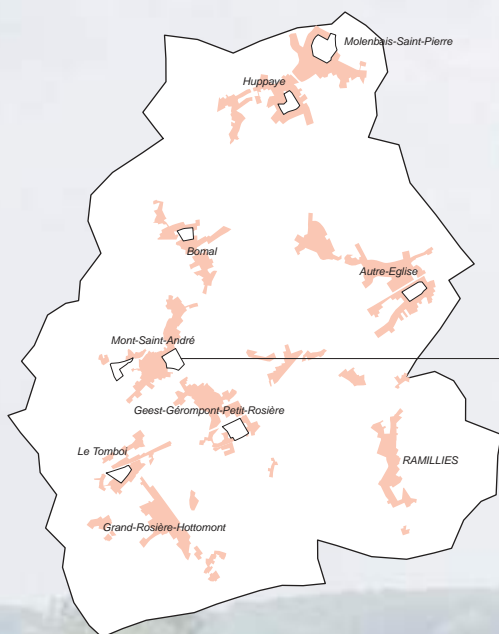 Molenbais-Saint-Pierre
Huppaye
Bomal
Autre-Eglise
Mont-Saint-André
Geest-Gérompont-Petit-Rosière
Le Tomboi
RAMILLIES
Grand-Rosière-Hottomont